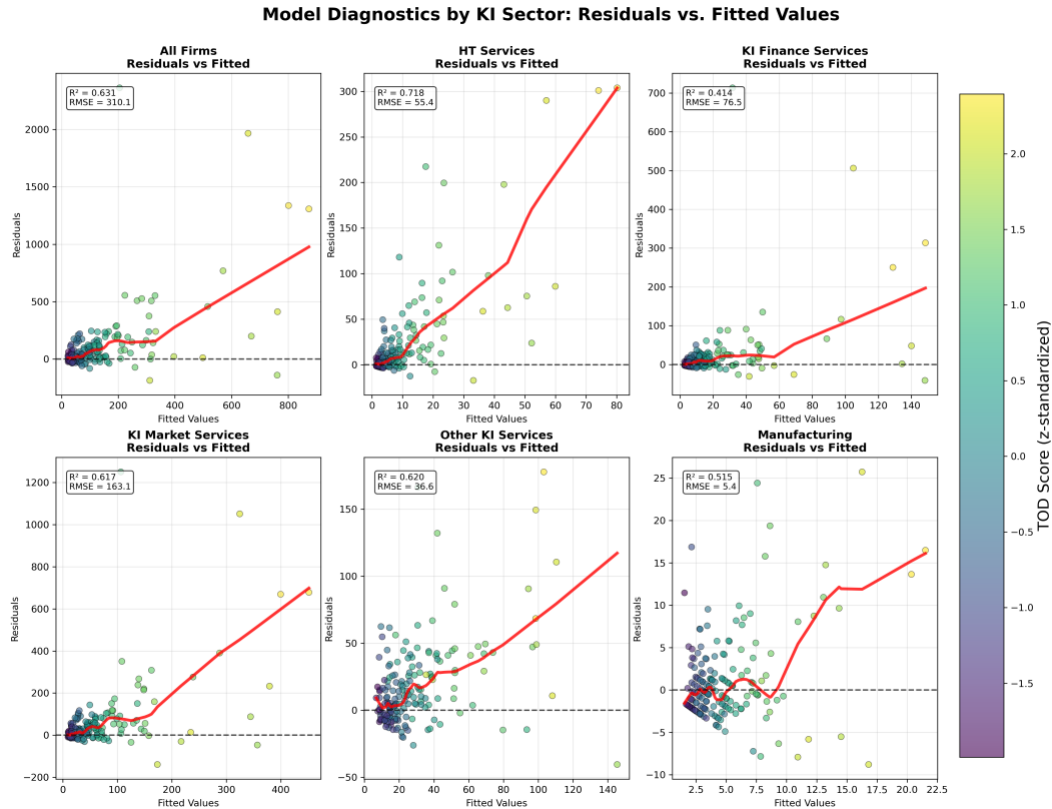 Model Diagnostics by KI Sector: Residuals vs. Fitted Values
All Firms
Residuals vs Fitted
R² = 0.631
RMSE = 310.1
2000
1500
1000
500
0
Residuals
0 200 400 600 800
Fitted Values
HT Services
Residuals vs Fitted
R² = 0.718
RMSE = 55.4
300
250
200
150
100
50
0
Residuals
0 10 20 30 40 50 60 70 80
Fitted Values
KI Finance Services
Residuals vs Fitted
R² = 0.414
RMSE = 76.5
700
600
500
400
300
200
100
0
Residuals
0 20 40 60 80 100 120 140
Fitted Values
KI Market Services
Residuals vs Fitted
R² = 0.617
RMSE = 163.1
1200
1000
800
600
400
200
0
−200
Residuals
0 100 200 300 400
Fitted Values
Other KI Services
Residuals vs Fitted
R² = 0.620
RMSE = 36.6
150
100
50
0
−50
Residuals
0 20 40 60 80 100 120 140
Fitted Values
Manufacturing
Residuals vs Fitted
R² = 0.515
RMSE = 5.4
25
20
15
10
5
0
−5
−10
Residuals
2.5 5.0 7.5 10.0 12.5 15.0 17.5 20.0 22.5
Fitted Values
2.0
1.5
1.0
0.5
0.0
−0.5
−1.0
−1.5
TOD Score (z-standardized)